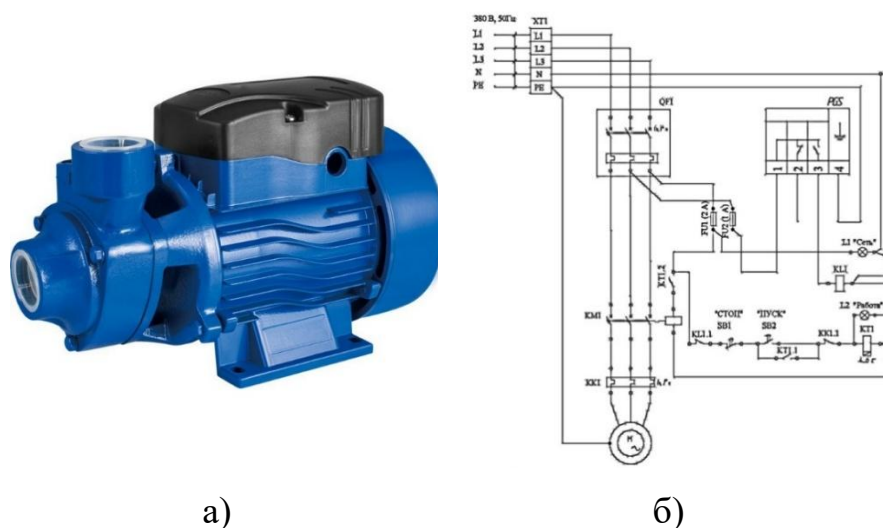 380 В, 50Гц
XT1
L1
L1
L2
L2
L3
L3
N
N
PE
PE
QF1
PGS
1
2
3
4
FU1 (2 А)
FU2 (1 А)
L1 "Сеть"
KT1.2
KL1
L2 "Работа"
KM1
"СТОП"
SB1
"ПУСК"
SB2
KL1.1
KT1.1
KK1.1
KT1
KK1
М
а)
б)